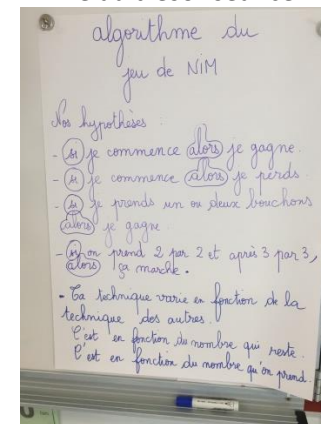 algorithme du
jeu de NIM
Nos hypothèses :
- si je commence alors je gagne.
- si je commence alors je perds.
- si je prends un ou deux bouchons
alors je gagne.
- si on prend 2 par 2 et après 3 par 3,
alors ça marche.
- Ta technique varie en fonction de la
technique des autres.
C'est en fonction du nombre qui reste.
C'est en fonction du nombre qu'on prend.